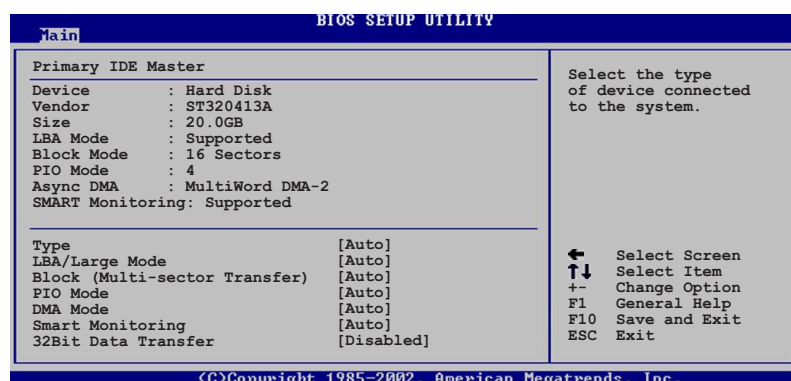 BIOS SETUP UTILITY
Main
Primary IDE Master
Device : Hard Disk
Vendor : ST320413A
Size : 20.0GB
LBA Mode : Supported
Block Mode : 16 Sectors
PIO Mode : 4
Async DMA : MultiWord DMA-2
SMART Monitoring: Supported
Type [Auto]
LBA/Large Mode [Auto]
Block (Multi-sector Transfer) [Auto]
PIO Mode [Auto]
DMA Mode [Auto]
Smart Monitoring [Auto]
32Bit Data Transfer [Disabled]
Select the type
of device connected
to the system.
← Select Screen
↑↓ Select Item
+- Change Option
F1 General Help
F10 Save and Exit
ESC Exit
(C)Copyright 1985-2002, American Megatrends, Inc.